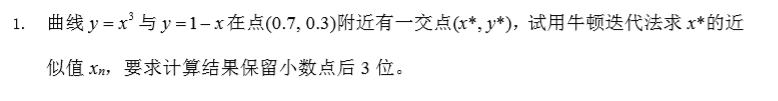 1. 曲线 y = x³ 与 y = 1 − x 在点(0.7, 0.3)附近有一交点(x*, y*)，试用牛顿迭代法求 x*的近
似值 xₙ，要求计算结果保留小数点后 3 位。